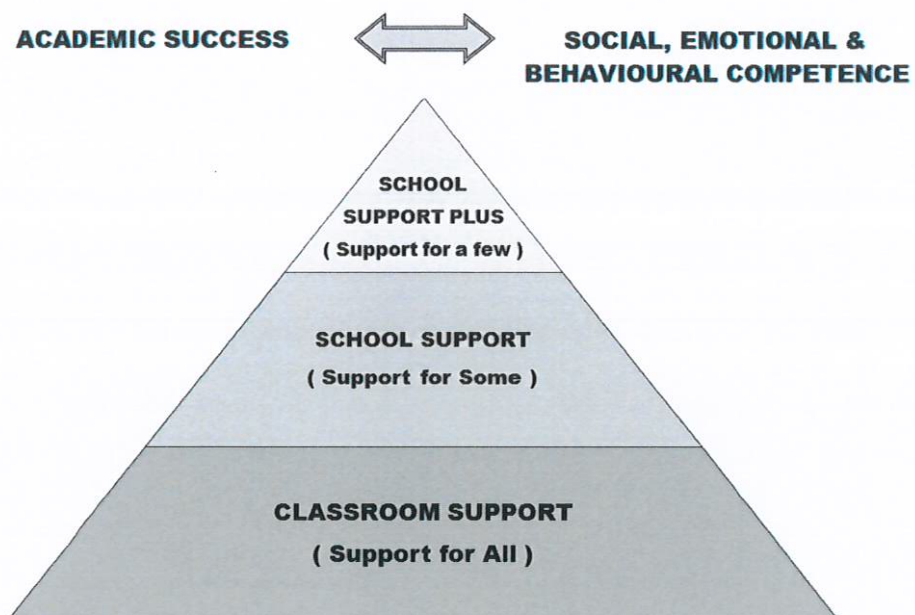 ACADEMIC SUCCESS
SOCIAL, EMOTIONAL &
BEHAVIOURAL COMPETENCE
SCHOOL
SUPPORT PLUS
( Support for a few )
SCHOOL SUPPORT
( Support for Some )
CLASSROOM SUPPORT
( Support for All )